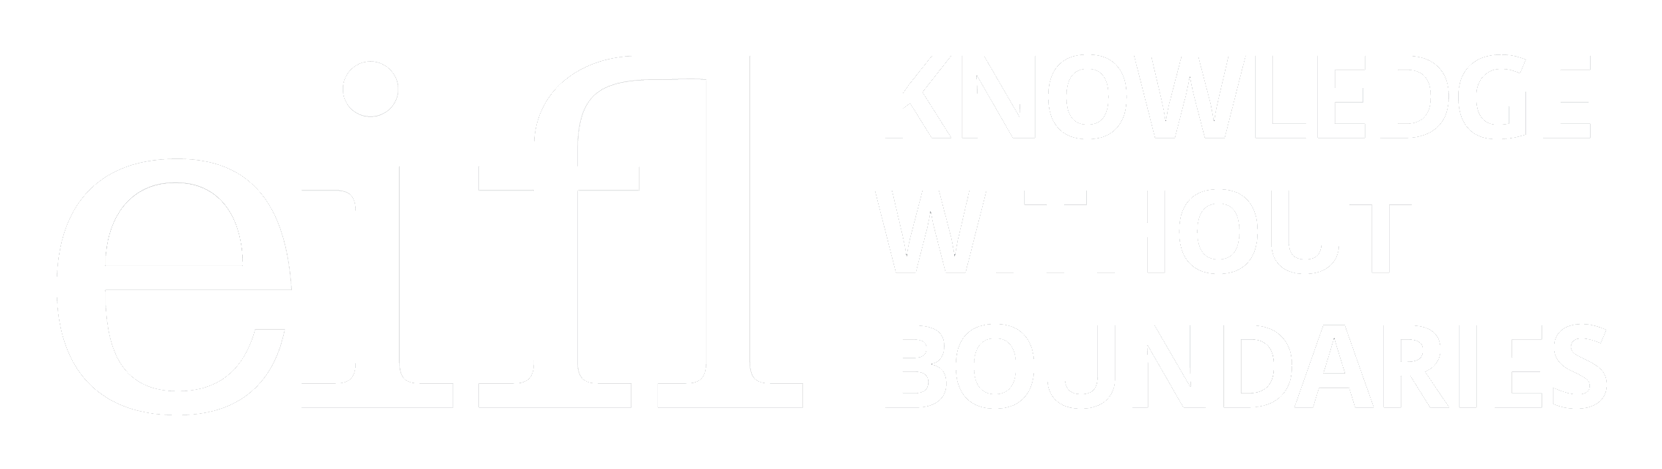 eifl
KNOWLEDGE
WITHOUT
BOUNDARIES